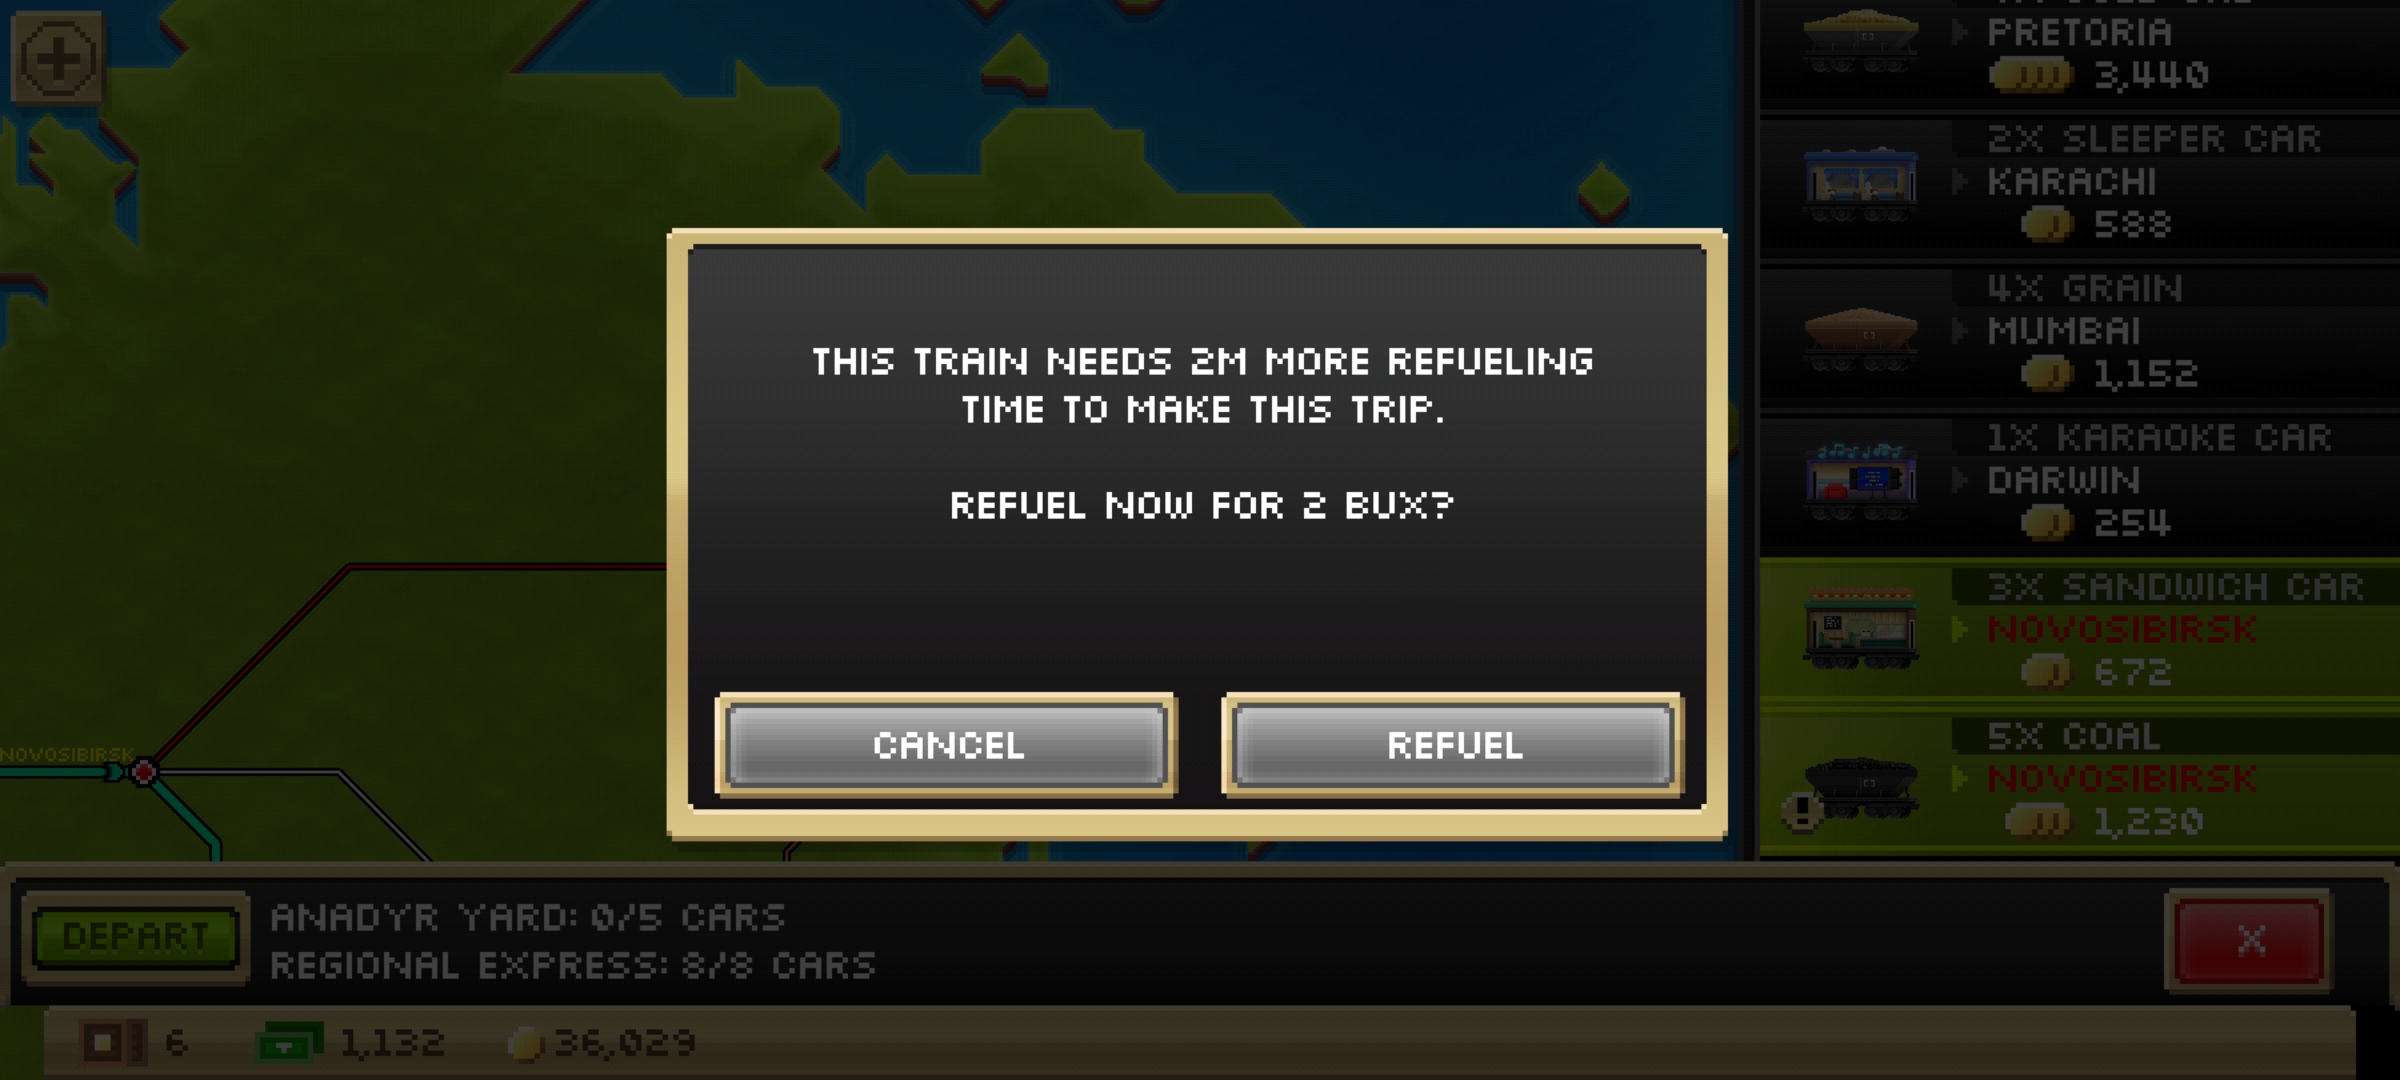 PRETORIA
3,440
2X SLEEPER CAR
KARACHI
588
4X GRAIN
MUMBAI
1,152
1X KARAOKE CAR
DARWIN
254
3X SANDWICH CAR
NOVOSIBIRSK
672
5X COAL
NOVOSIBIRSK
1,230
THIS TRAIN NEEDS 2M MORE REFUELING
TIME TO MAKE THIS TRIP.
REFUEL NOW FOR 2 BUX?
CANCEL
REFUEL
NOVOSIBIRSK
DEPART
ANADYR YARD: 0/5 CARS
REGIONAL EXPRESS: 8/8 CARS
X
6
1,132
36,029